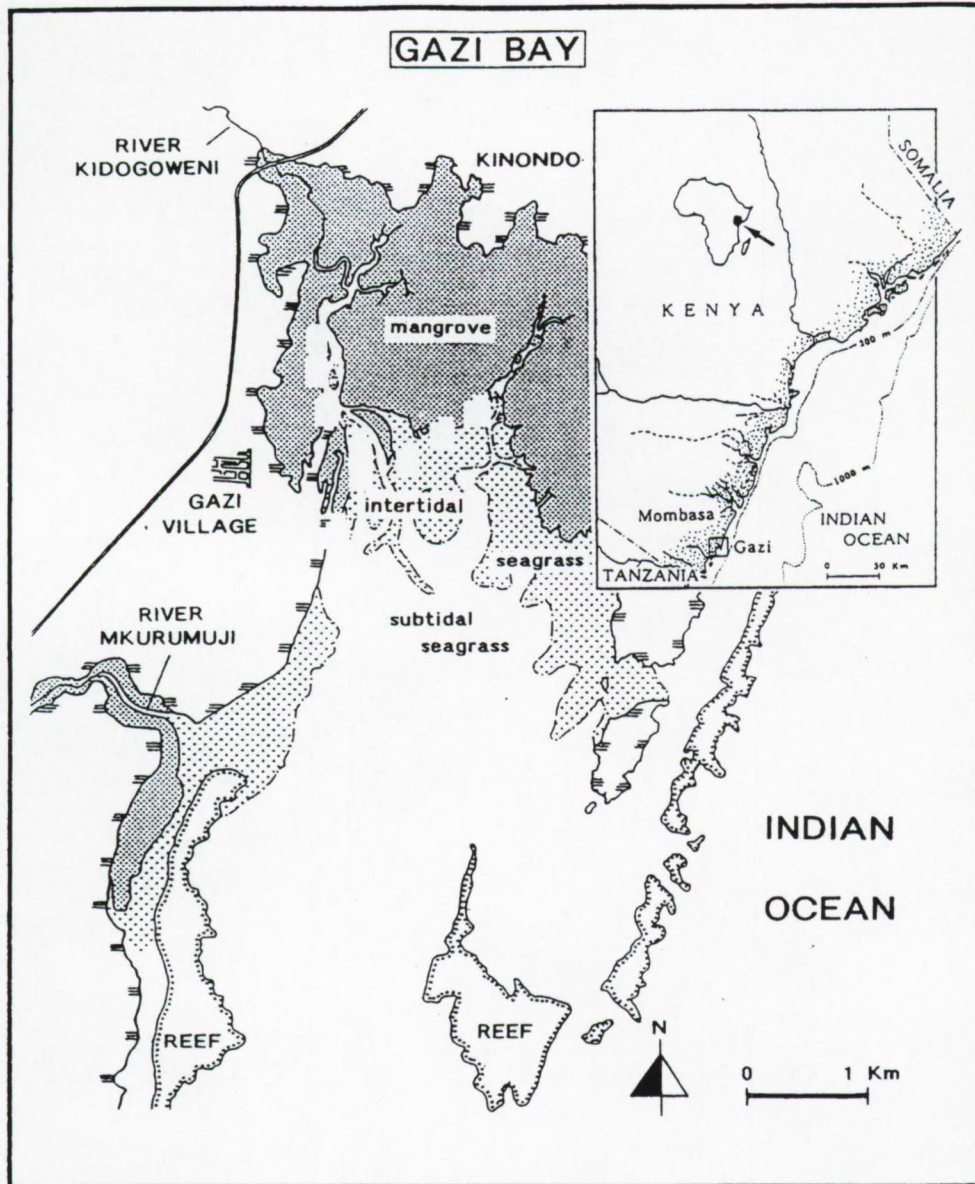 GAZI BAY
RIVER
KIDOGOWENI
KINONDO
mangrove
GAZI
VILLAGE
intertidal
seagrass
subtidal
seagrass
RIVER
MKURUMUJI
REEF
REEF
INDIAN
OCEAN
N
0 1 Km
SOMALIA
KENYA
200 m
1000 m
Mombasa
Gazi
INDIAN
OCEAN
TANZANIA
0 30 Km